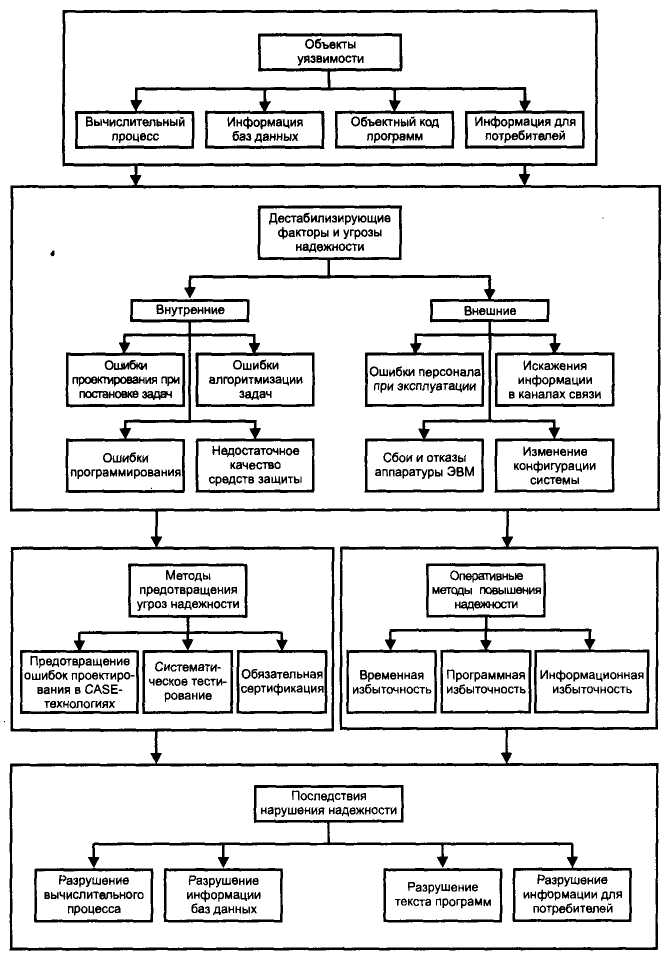 Объекты
уязвимости
Вычислительный
процесс
Информация
баз данных
Объектный код
программ
Информация для
потребителей
Дестабилизирующие
факторы и угрозы
надежности
Внутренние
Внешние
Ошибки
проектирования при
постановке задач
Ошибки
алгоритмизации
задач
Ошибки персонала
при эксплуатации
Искажения
информации
в каналах связи
Ошибки
программирования
Недостаточное
качество
средств защиты
Сбои и отказы
аппаратуры ЭВМ
Изменение
конфигурации
системы
Методы
предотвращения
угроз надежности
Оперативные
методы повышения
надежности
Предотвращение
ошибок проектиро-
вания в CASE-
технологиях
Системати-
ческое тести-
рование
Обязательная
сертификация
Временная
избыточность
Программная
избыточность
Информационная
избыточность
Последствия
нарушения надежности
Разрушение
вычислительного
процесса
Разрушение
информации
баз данных
Разрушение
текста программ
Разрушение
информации для
потребителей